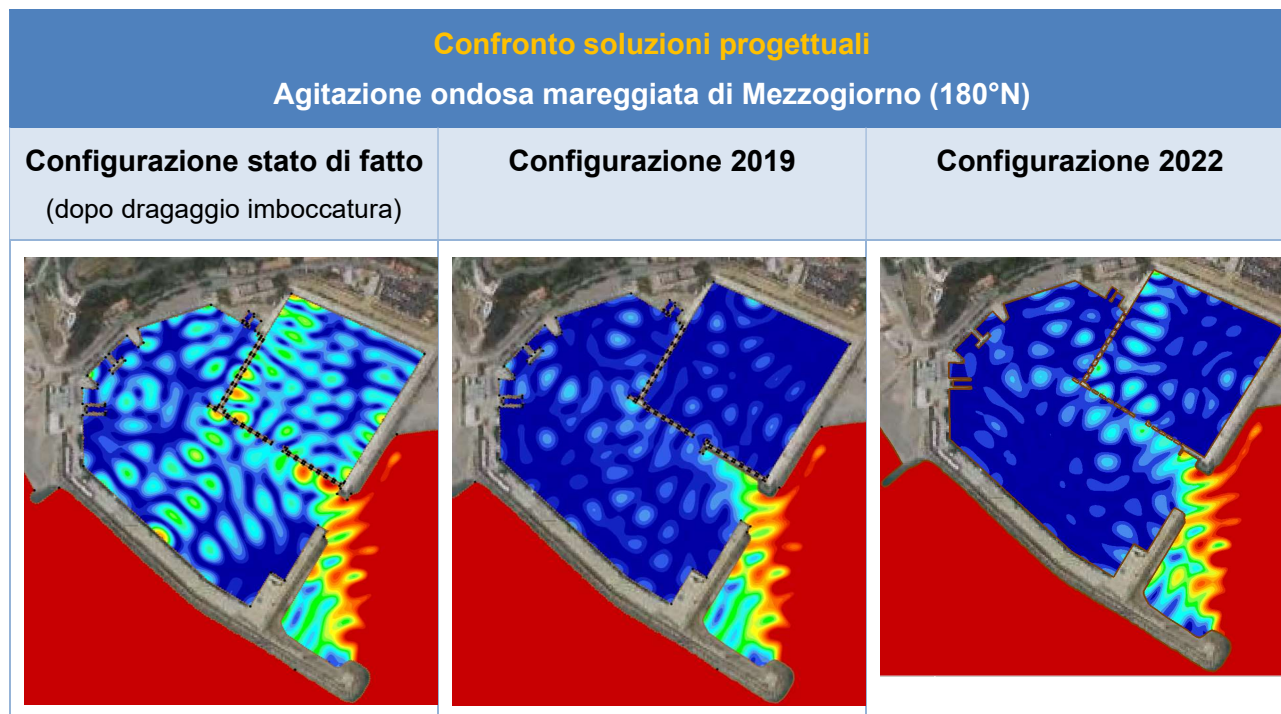 Confronto soluzioni progettuali
Agitazione ondosa mareggiata di Mezzogiorno (180°N)
Configurazione stato di fatto
(dopo dragaggio imboccatura)
Configurazione 2019
Configurazione 2022